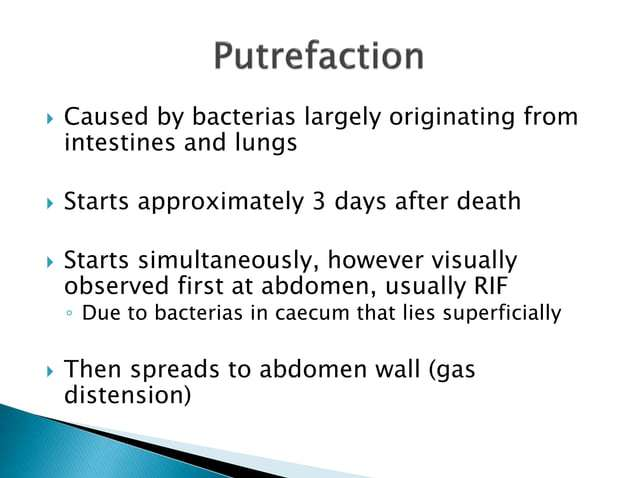 Putrefaction
Caused by bacterias largely originating from
intestines and lungs
Starts approximately 3 days after death
Starts simultaneously, however visually
observed first at abdomen, usually RIF
Due to bacterias in caecum that lies superficially
Then spreads to abdomen wall (gas
distension)